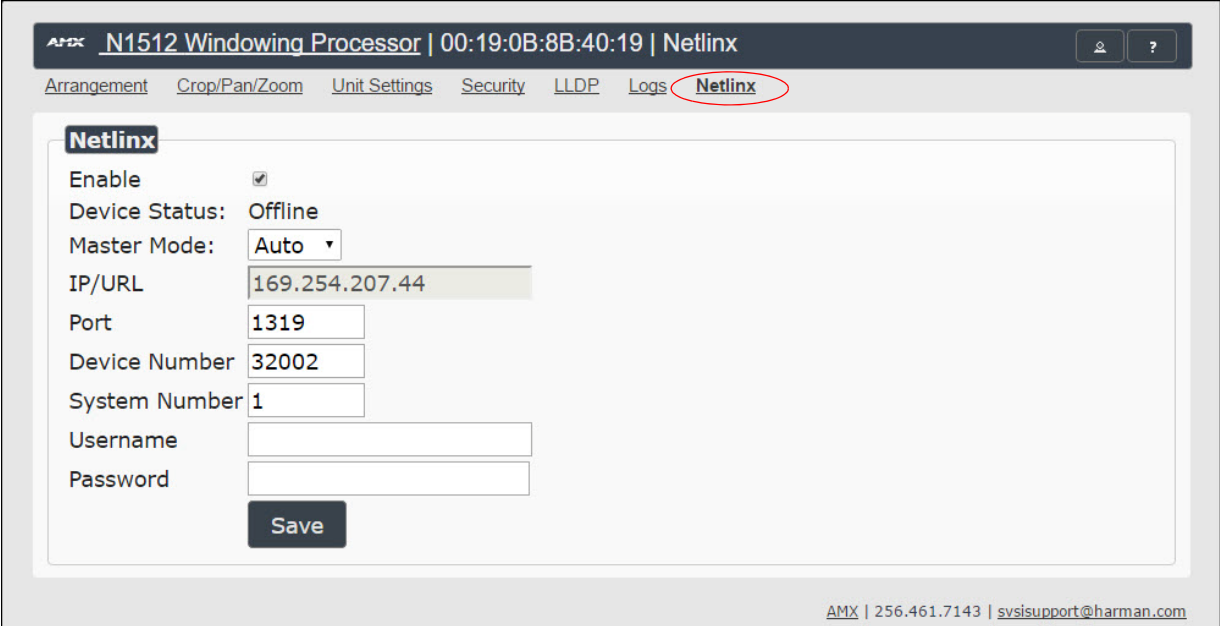 AMX N1512 Windowing Processor | 00:19:0B:8B:40:19 | Netlinx ?
Arrangement Crop/Pan/Zoom Unit Settings Security LLDP Logs Netlinx
Netlinx
Enable
Device Status: Offline
Master Mode: Auto
IP/URL 169.254.207.44
Port 1319
Device Number 32002
System Number 1
Username
Password
Save
AMX | 256.461.7143 | svsisupport@harman.com